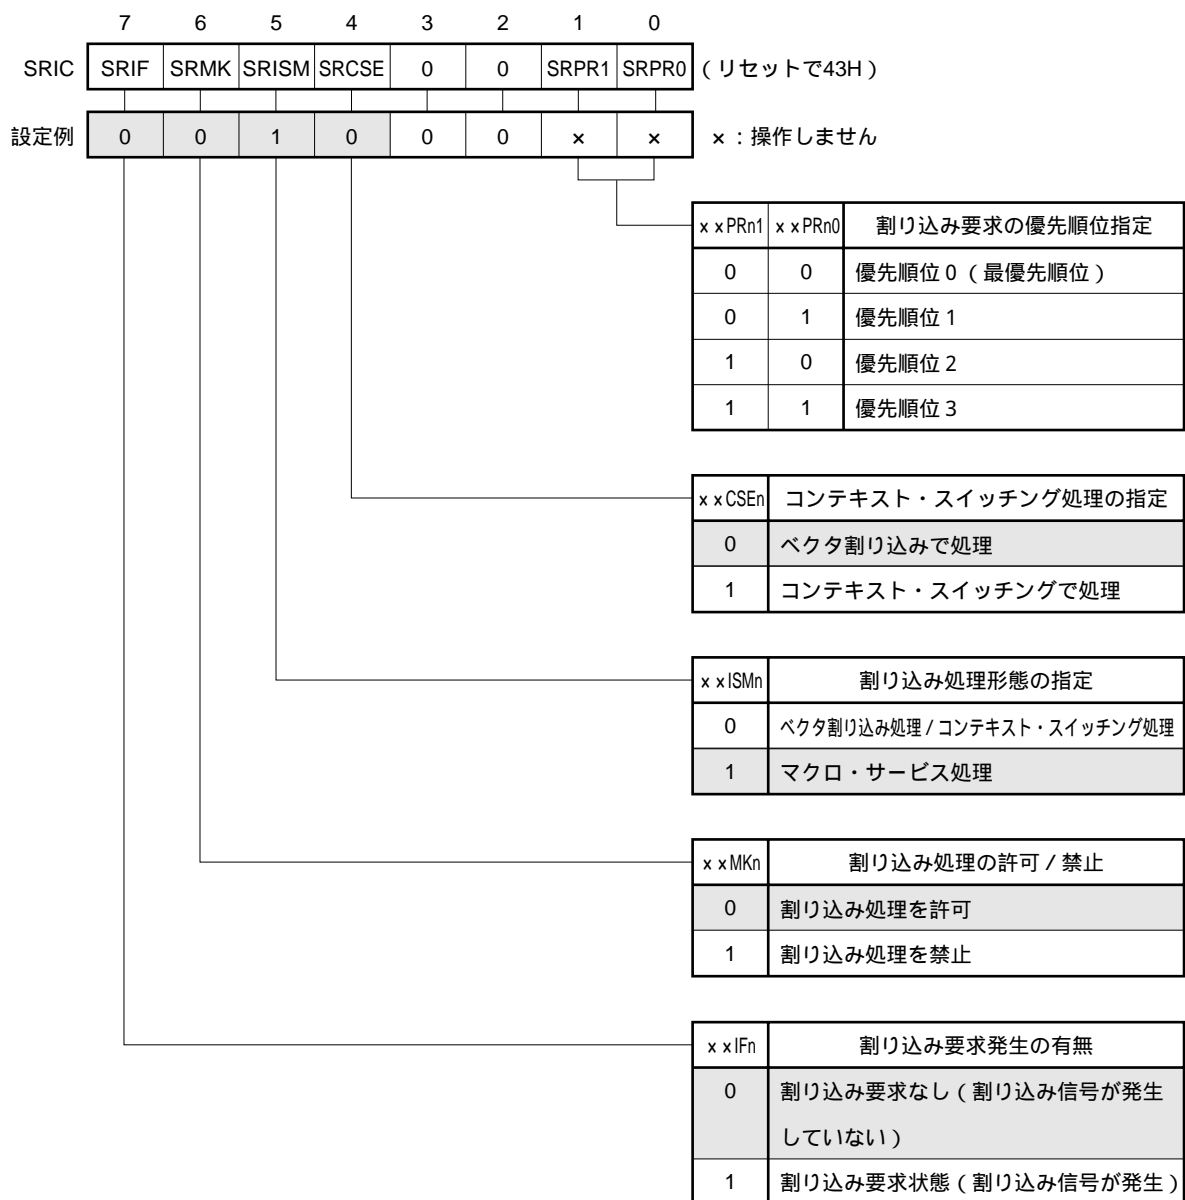 7 6 5 4 3 2 1 0
SRIC SRIF SRMK SRISM SRCSE 0 0 SRPR1 SRPR0 （リセットで43H）
設定例 0 0 1 0 0 0 × × ×：操作しません
××PRn1 ××PRn0 割り込み要求の優先順位指定
0 0 優先順位0（最優先順位）
0 1 優先順位1
1 0 優先順位2
1 1 優先順位3
××CSEn コンテキスト・スイッチング処理の指定
0 ベクタ割り込みで処理
1 コンテキスト・スイッチングで処理
××ISMn 割り込み処理形態の指定
0 ベクタ割り込み処理／コンテキスト・スイッチング処理
1 マクロ・サービス処理
××MKn 割り込み処理の許可／禁止
0 割り込み処理を許可
1 割り込み処理を禁止
××IFn 割り込み要求発生の有無
0 割り込み要求なし（割り込み信号が発生
していない）
1 割り込み要求状態（割り込み信号が発生）